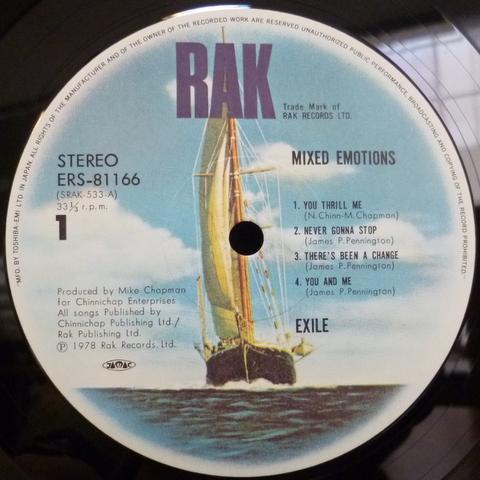 "MFD. BY TOSHIBA-EMI LTD. IN JAPAN. ALL RIGHTS OF THE MANUFACTURER AND OF THE OWNER OF THE RECORDED WORK ARE RESERVED UNAUTHORIZED PUBLIC PERFORMANCE, BROADCASTING AND COPYING OF THE RECORD PROHIBITED."
RAK
Trade Mark of
RAK RECORDS LTD.
STEREO
ERS-81166
(SRAK-533-A)
33⅓ r.p.m.
1
MIXED EMOTIONS
1. YOU THRILL ME
(N.Chinn-M.Chapman)
2. NEVER GONNA STOP
(James P.Pennington)
3. THERE'S BEEN A CHANGE
(James P.Pennington)
4. YOU AND ME
(James P.Pennington)
EXILE
Produced by Mike Chapman
for Chinnichap Enterprises
All songs Published by
Chinnichap Publishing Ltd./
Rak Publishing Ltd.
Ⓟ 1978 Rak Records. Ltd.
JASRAC